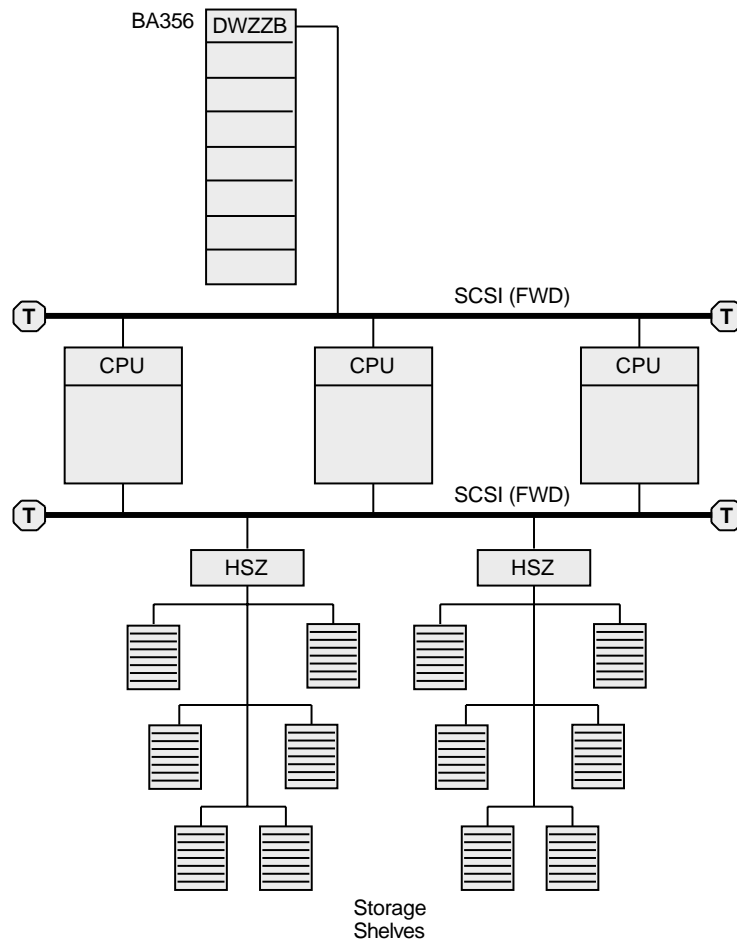 BA356
DWZZB
SCSI (FWD)
T
T
CPU
CPU
CPU
SCSI (FWD)
T
T
HSZ
HSZ
Storage
Shelves